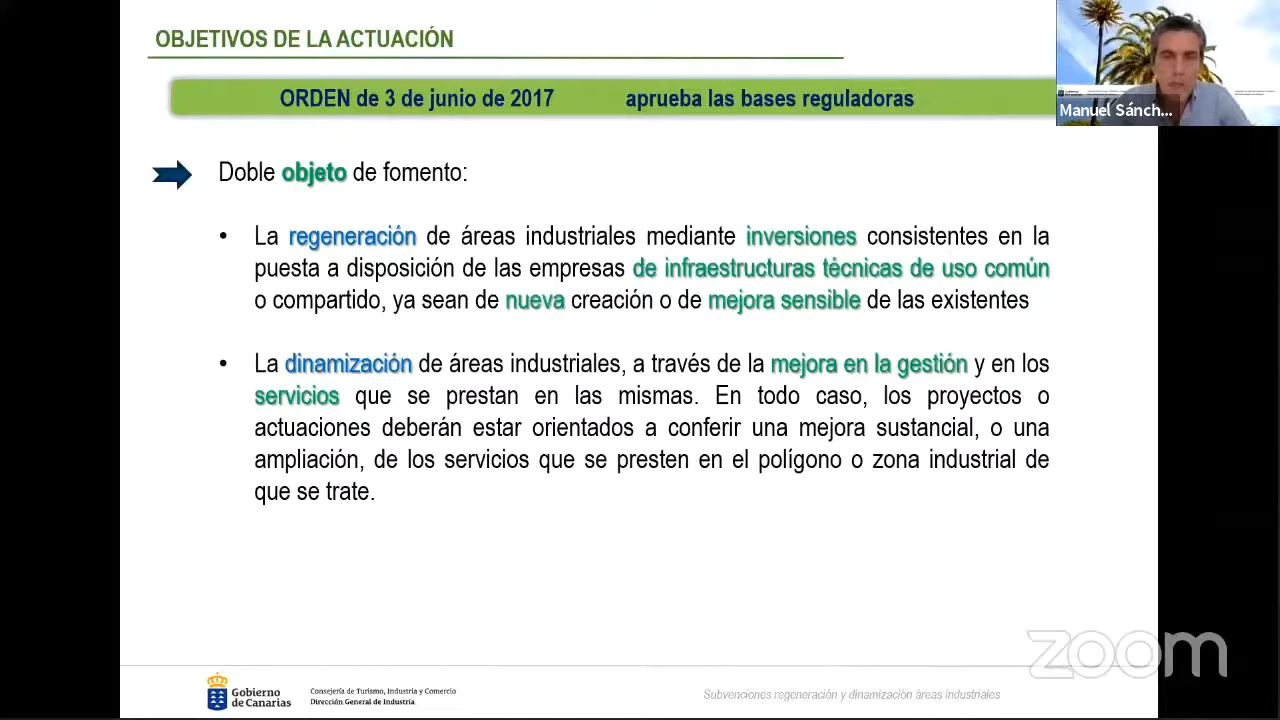 OBJETIVOS DE LA ACTUACIÓN
ORDEN de 3 de junio de 2017 aprueba las bases reguladoras
Manuel Sánch...
Doble objeto de fomento:
• La regeneración de áreas industriales mediante inversiones consistentes en la
puesta a disposición de las empresas de infraestructuras técnicas de uso común
o compartido, ya sean de nueva creación o de mejora sensible de las existentes
• La dinamización de áreas industriales, a través de la mejora en la gestión y en los
servicios que se prestan en las mismas. En todo caso, los proyectos o
actuaciones deberán estar orientados a conferir una mejora sustancial, o una
ampliación, de los servicios que se presten en el polígono o zona industrial de
que se trate.
zoom
Gobierno
de Canarias
Consejería de Turismo, Industria y Comercio
Dirección General de Industria
Subvenciones regeneración y dinamización áreas industriales